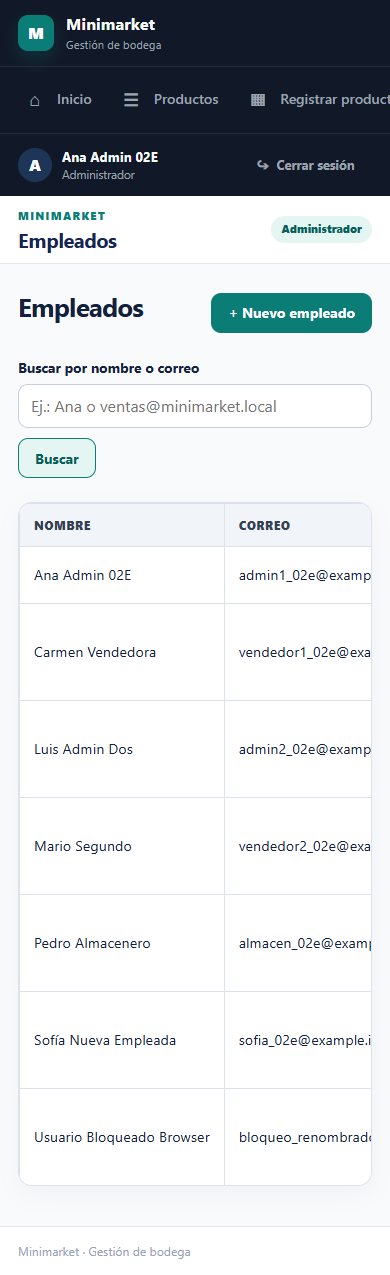 M
Minimarket
Gestión de bodega
Inicio
Productos
Registrar product
A
Ana Admin 02E
Administrador
Cerrar sesión
MINIMARKET
Empleados
Administrador
Empleados
+ Nuevo empleado
Buscar por nombre o correo
Ej.: Ana o ventas@minimarket.local
Buscar
NOMBRE CORREO
Ana Admin 02E admin1_02e@examp
Carmen Vendedora vendedor1_02e@exa
Luis Admin Dos admin2_02e@examp
Mario Segundo vendedor2_02e@exa
Pedro Almacenero almacen_02e@examp
Sofía Nueva Empleada sofia_02e@example.i
Usuario Bloqueado Browser bloqueo_renombrado
Minimarket · Gestión de bodega